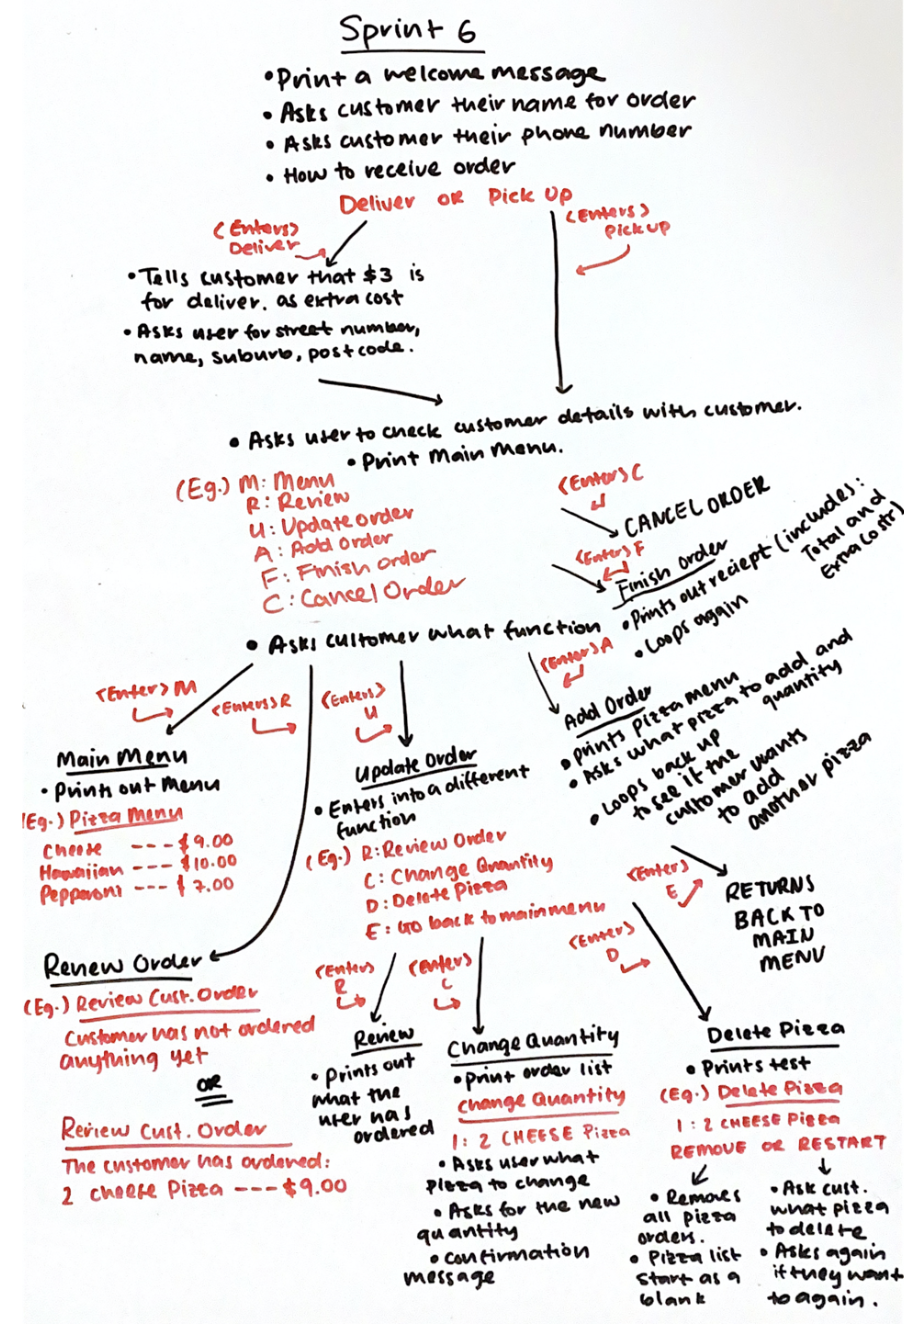 Sprint 6
• Print a welcome message
• Asks customer their name for order
• Asks customer their phone number
• How to receive order
Deliver OR Pick Up
<Enters>
Deliver
<Enters>
Pick UP
• Tells customer that $3 is
for deliver. as extra cost
• Asks user for street number,
name, suburb, postcode.
• Asks user to check customer details with customer.
• Print Main Menu.
(Eg.) M: Menu
R: Review
U: Update order
A: Add order
F: Finish order
C: Cancel Order
• Asks customer what function
<Enter> C
CANCEL ORDER
<Enter> F
Finish order
• Prints out reciept (includes:
Total and
Extra Costs)
• Loops again
<Enter> A
Add Order
• prints Pizza menu
• Asks what pizza to add and
quantity
• Loops back up
to see if the
customer wants
to add
another pizza
<Enter> M
Main Menu
• Prints out Menu
(Eg.) Pizza Menu
Cheese --- $9.00
Hawaiian --- $10.00
Pepperoni --- $7.00
<Enters> R
Review Order
(Eg.) Review Cust. Order
Customer has not ordered
anything yet
OR
Review Cust. Order
The customer has ordered:
2 cheese Pizza --- $9.00
<Enters>
U
Update Order
• Enters into a different
function
(Eg.) R: Review Order
C: Change Quantity
D: Delete Pizza
E: Go back to main menu
<Enter>
E
RETURNS
BACK TO
MAIN
MENU
<Enters
R
Review
• Prints out
what the
user has
ordered
<Enter>
C
Change Quantity
• Print order list
Change Quantity
1: 2 CHEESE Pizza
• Asks user what
pizza to change
• Asks for the new
quantity
• confirmation
message
<Enter>
D
Delete Pizza
• Prints test
(Eg.) Delete Pizza
1: 2 CHEESE Pizza
REMOVE OR RESTART
• Removes
all pizza
orders.
• Pizza list
start as a
blank
• Ask cust.
what pizza
to delete
• Asks again
if they want
to again.